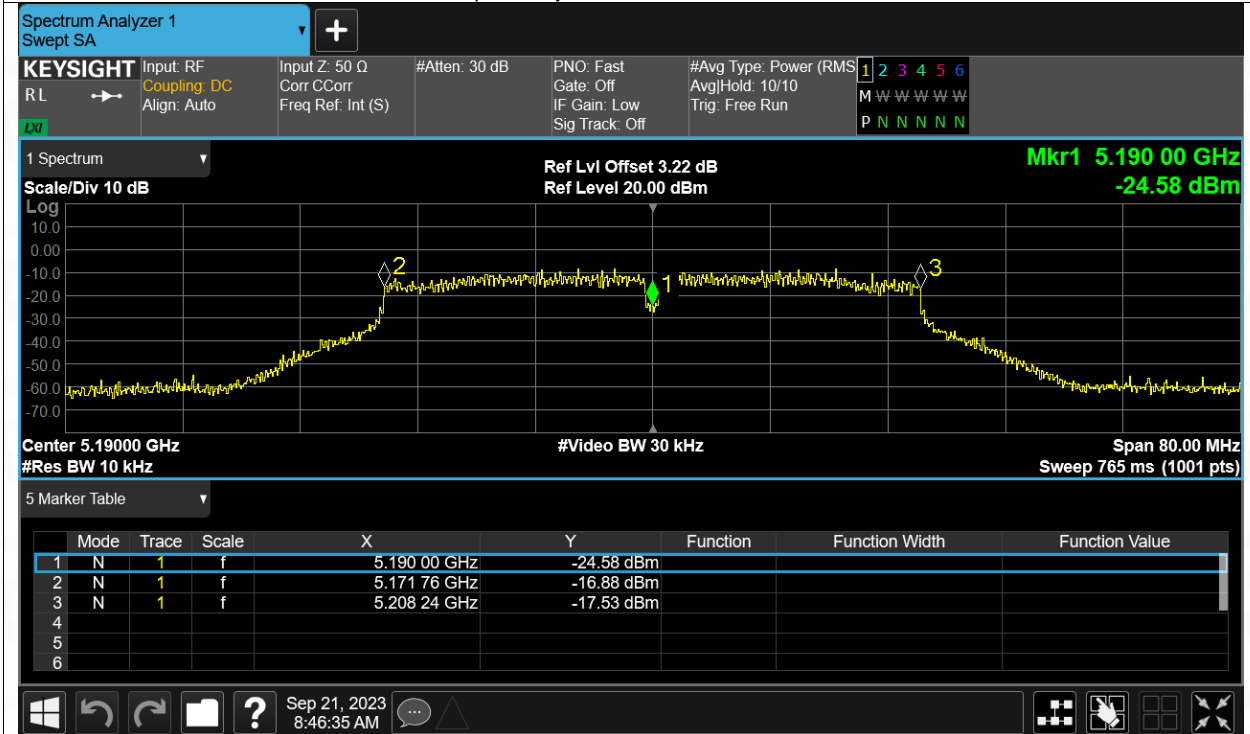 Spectrum Analyzer 1
Swept SA
KEYSIGHT
R L
LXI
Input: RF
Coupling: DC
Align: Auto
Input Z: 50 Ω
Corr CCorr
Freq Ref: Int (S)
#Atten: 30 dB
PNO: Fast
Gate: Off
IF Gain: Low
Sig Track: Off
#Avg Type: Power (RMS
Avg|Hold: 10/10
Trig: Free Run
1 2 3 4 5 6
M W W W W W
P N N N N N
1 Spectrum
Scale/Div 10 dB
Ref Lvl Offset 3.22 dB
Ref Level 20.00 dBm
Mkr1 5.190 00 GHz
-24.58 dBm
Log
10.0
0.00
-10.0
-20.0
-30.0
-40.0
-50.0
-60.0
-70.0
2
1
3
Center 5.19000 GHz
#Video BW 30 kHz
Span 80.00 MHz
#Res BW 10 kHz
Sweep 765 ms (1001 pts)
5 Marker Table
Mode Trace Scale X Y Function Function Width Function Value
1 N 1 f 5.190 00 GHz -24.58 dBm
2 N 1 f 5.171 76 GHz -16.88 dBm
3 N 1 f 5.208 24 GHz -17.53 dBm
4
5
6
?
Sep 21, 2023
8:46:35 AM